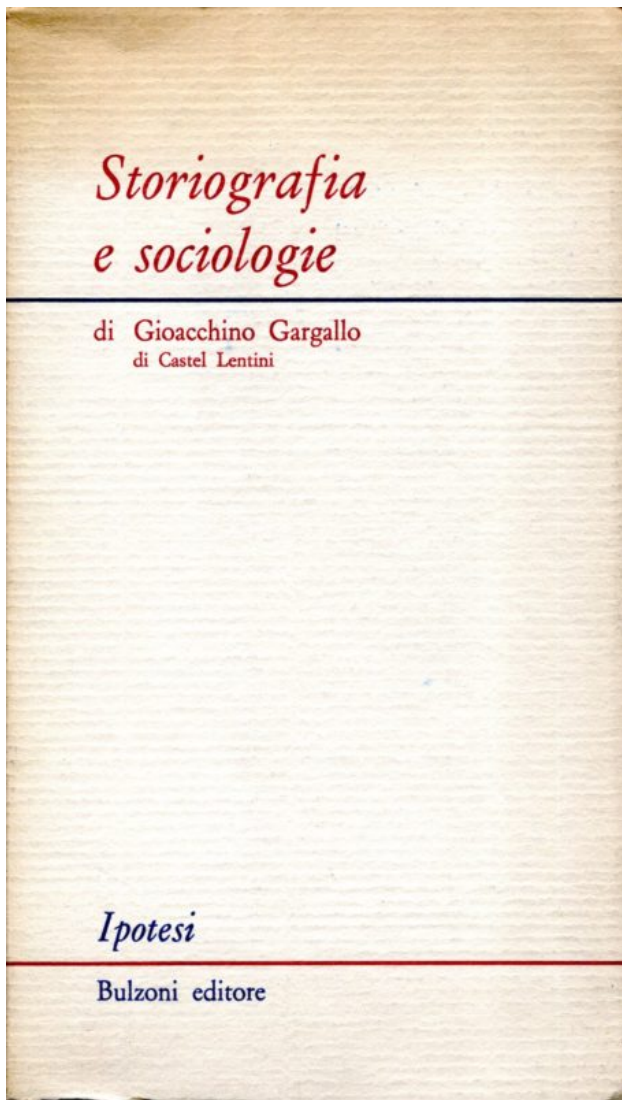 Storiografia
e sociologie
di Gioacchino Gargallo
di Castel Lentini
Ipotesi
Bulzoni editore